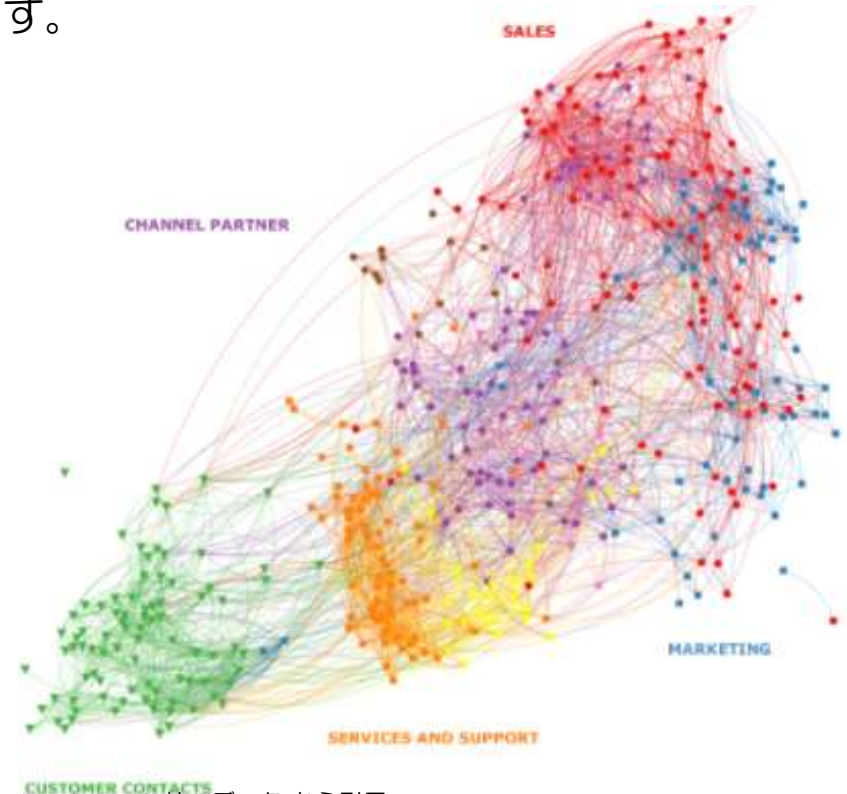 す。
SALES
CHANNEL PARTNER
MARKETING
SERVICES AND SUPPORT
CUSTOMER CONTACTS